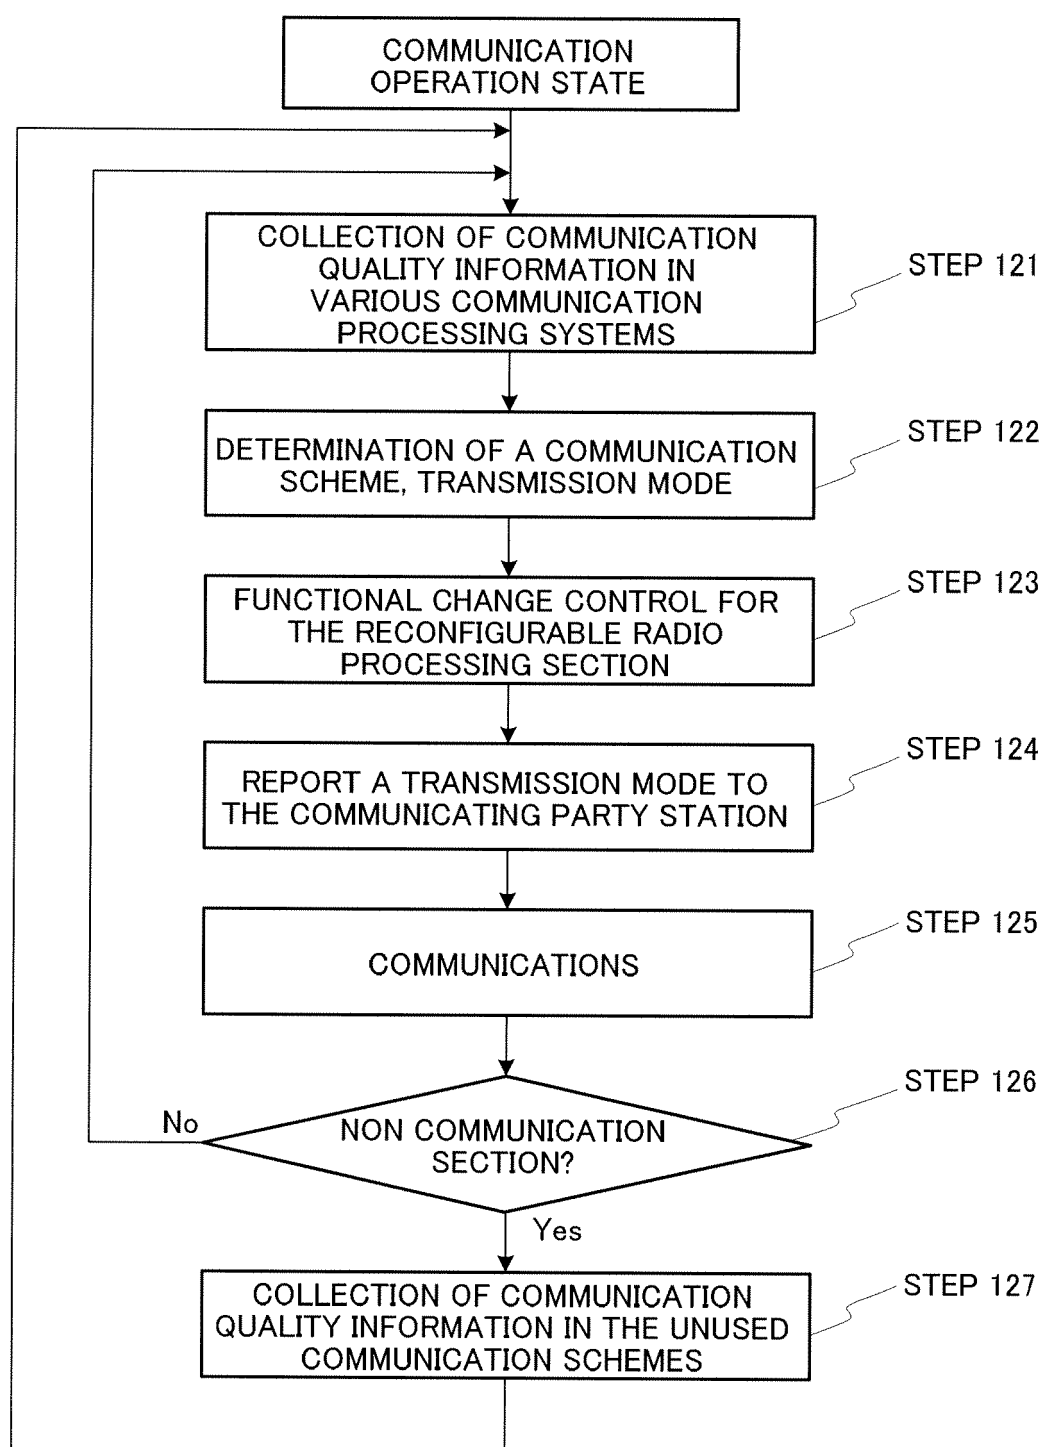 COMMUNICATION
OPERATION STATE
COLLECTION OF COMMUNICATION
QUALITY INFORMATION IN
VARIOUS COMMUNICATION
PROCESSING SYSTEMS
STEP 121
DETERMINATION OF A COMMUNICATION
SCHEME, TRANSMISSION MODE
STEP 122
FUNCTIONAL CHANGE CONTROL FOR
THE RECONFIGURABLE RADIO
PROCESSING SECTION
STEP 123
REPORT A TRANSMISSION MODE TO
THE COMMUNICATING PARTY STATION
STEP 124
COMMUNICATIONS
STEP 125
NON COMMUNICATION
SECTION?
STEP 126
No
Yes
COLLECTION OF COMMUNICATION
QUALITY INFORMATION IN THE UNUSED
COMMUNICATION SCHEMES
STEP 127